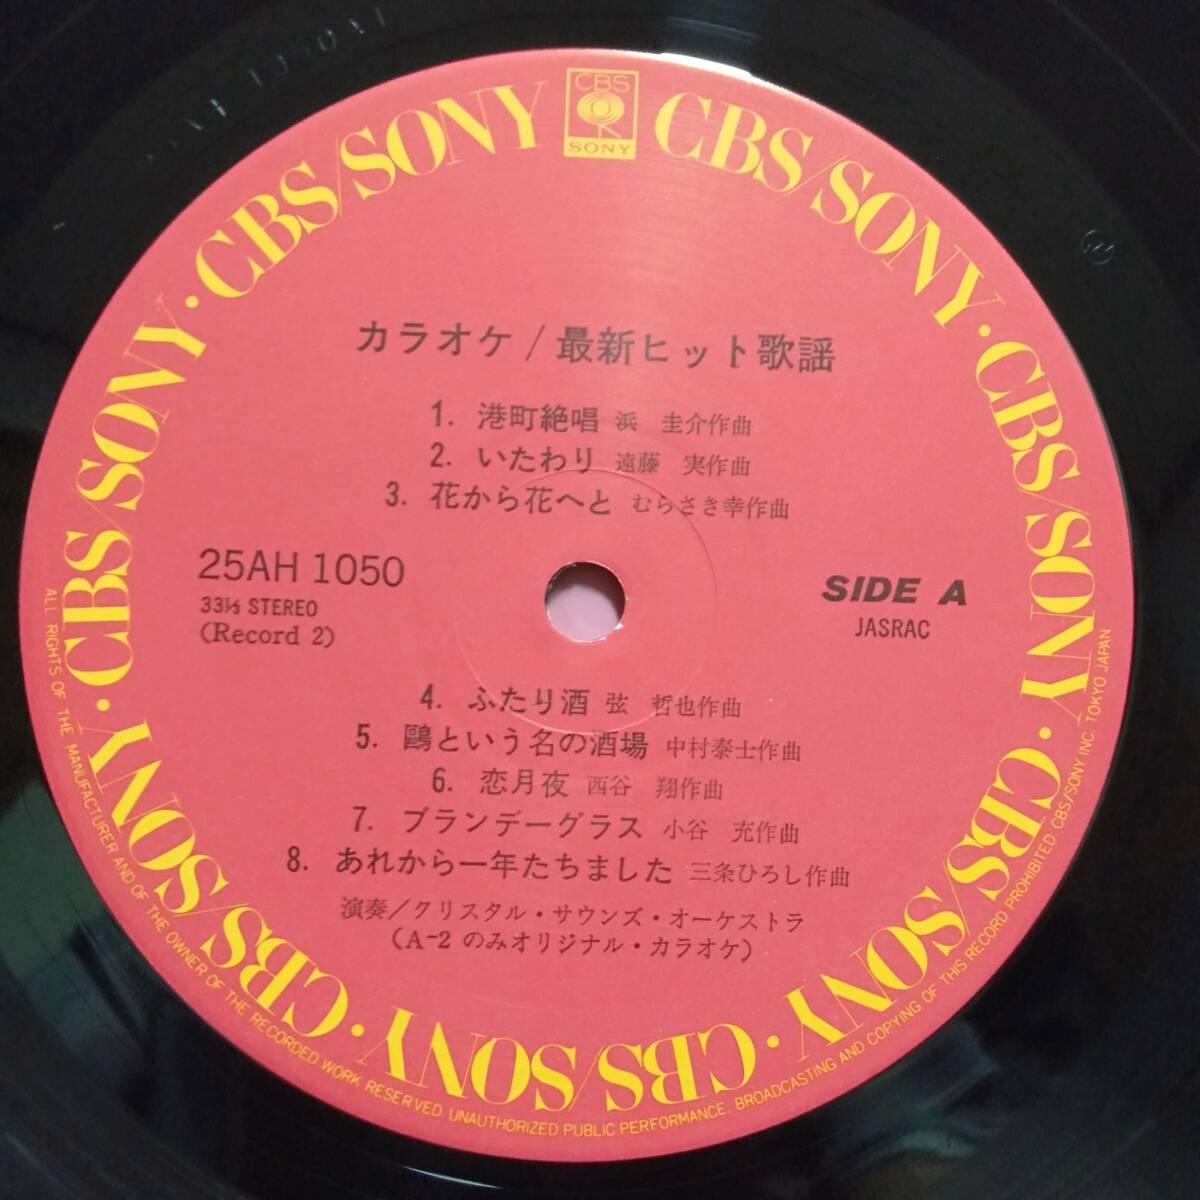 CBS
SONY
CBS/SONY · CBS/SONY · CBS/SONY · CBS/SONY · CBS/SONY · CBS/SONY · CBS/SONY · CBS/SONY
カラオケ / 最新ヒット歌謡
1. 港町絶唱 浜 圭介作曲
2. いたわり 遠藤 実作曲
3. 花から花へと むらさき幸作曲
25AH 1050
33⅓ STEREO
(Record 2)
SIDE A
JASRAC
4. ふたり酒 弦 哲也作曲
5. 鷗という名の酒場 中村泰士作曲
6. 恋月夜 西谷 翔作曲
7. ブランデーグラス 小谷 充作曲
8. あれから一年たちました 三条ひろし作曲
演奏/クリスタル・サウンズ・オーケストラ
(A-2 のみオリジナル・カラオケ)
ALL RIGHTS OF THE MANUFACTURER AND OF THE OWNER OF THE RECORDED WORK RESERVED UNAUTHORIZED PUBLIC PERFORMANCE, BROADCASTING AND COPYING OF THIS RECORD PROHIBITED. CBS/SONY INC. TOKYO JAPAN